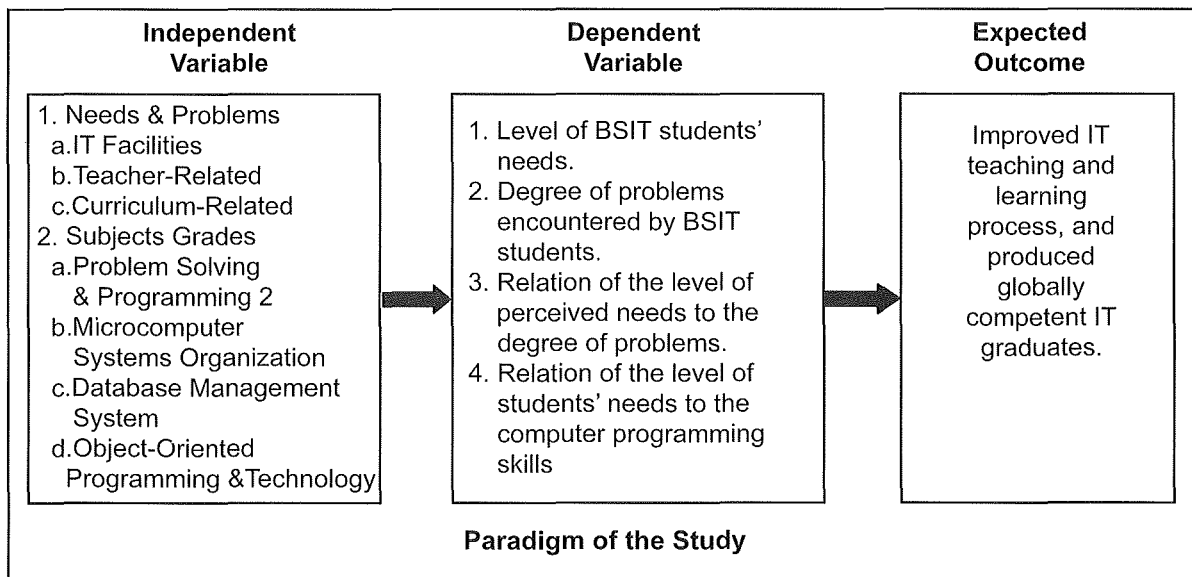 Independent
Variable
1. Needs & Problems
a.IT Facilities
b.Teacher-Related
c.Curriculum-Related
2. Subjects Grades
a.Problem Solving
& Programming 2
b.Microcomputer
Systems Organization
c.Database Management
System
d.Object-Oriented
Programming &Technology
Dependent
Variable
1. Level of BSIT students'
needs.
2. Degree of problems
encountered by BSIT
students.
3. Relation of the level of
perceived needs to the
degree of problems.
4. Relation of the level of
students' needs to the
computer programming
skills
Expected
Outcome
Improved IT
teaching and
learning
process, and
produced
globally
competent IT
graduates.
Paradigm of the Study